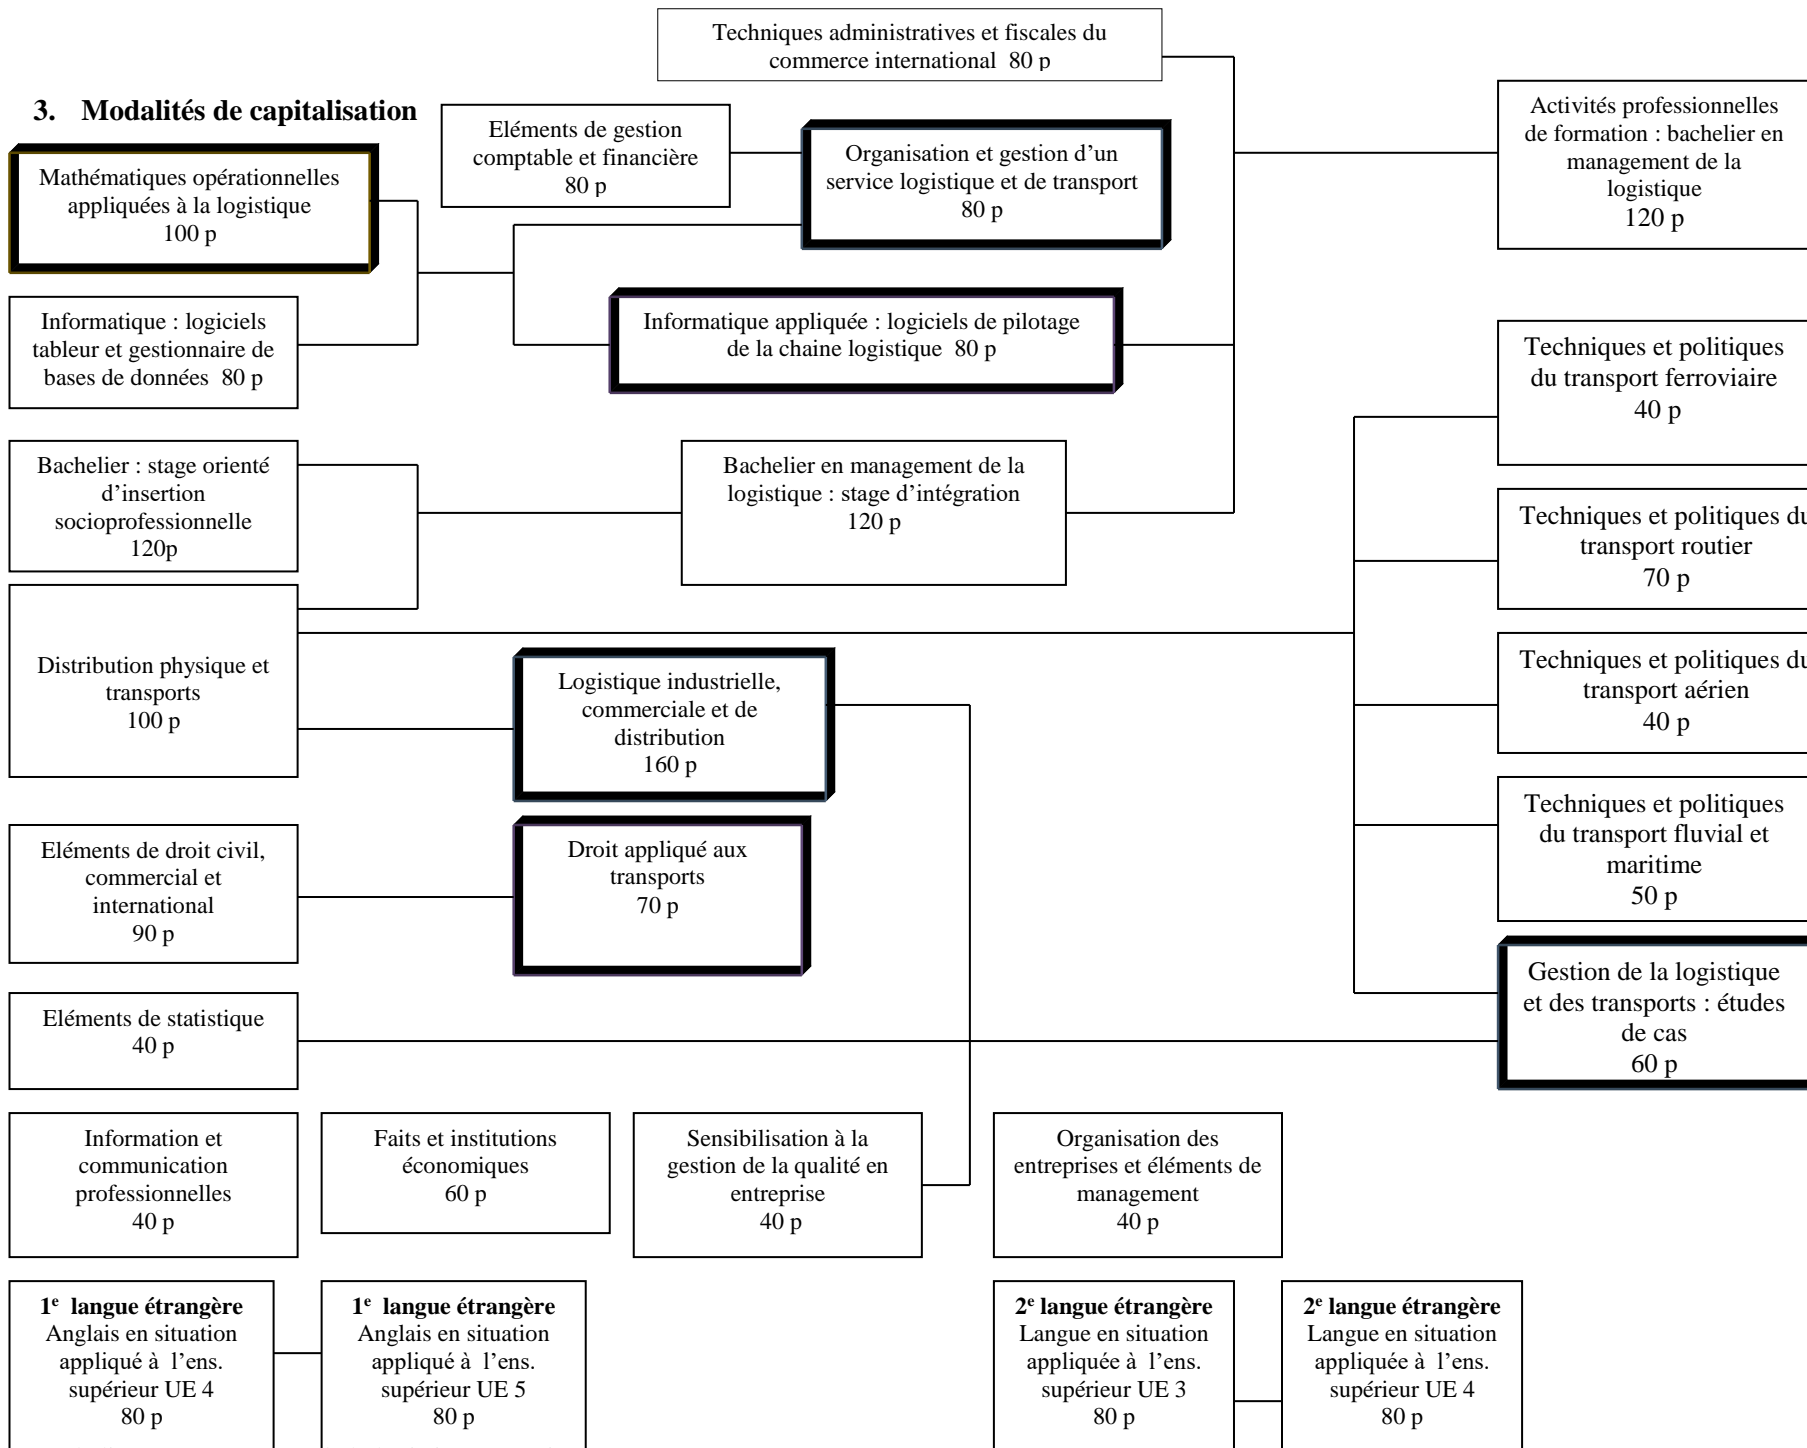 Techniques administratives et fiscales du
commerce international  80 p
3.   Modalités de capitalisation
Eléments de gestion
comptable et financière
80 p
Organisation et gestion d’un
service logistique et de transport
80 p
Activités professionnelles
de formation : bachelier en
management de la
logistique
120 p
Mathématiques opérationnelles
appliquées à la logistique
100 p
Informatique : logiciels
tableur et gestionnaire de
bases de données  80 p
Informatique appliquée : logiciels de pilotage
de la chaine logistique  80 p
Techniques et politiques
du transport ferroviaire
40 p
Bachelier : stage orienté
d’insertion
socioprofessionnelle
120p
Bachelier en management de la
logistique : stage d’intégration
120 p
Techniques et politiques du
transport routier
70 p
Distribution physique et
transports
100 p
Logistique industrielle,
commerciale et de
distribution
160 p
Techniques et politiques du
transport aérien
40 p
Techniques et politiques
du transport fluvial et
maritime
50 p
Eléments de droit civil,
commercial et
international
90 p
Droit appliqué aux
transports
70 p
Gestion de la logistique
et des transports : études
de cas
60 p
Eléments de statistique
40 p
Information et
communication
professionnelles
40 p
Faits et institutions
économiques
60 p
Sensibilisation à la
gestion de la qualité en
entreprise
40 p
Organisation des
entreprises et éléments de
management
40 p
1e  langue étrangère
Anglais en situation
appliqué à  l’ens.
supérieur UE 4
80 p
1e  langue étrangère
Anglais en situation
appliqué à  l’ens.
supérieur UE 5
80 p
2e langue étrangère
Langue en situation
appliquée à  l’ens.
supérieur UE 3
80 p
2e langue étrangère
Langue en situation
appliquée à  l’ens.
supérieur UE 4
80 p